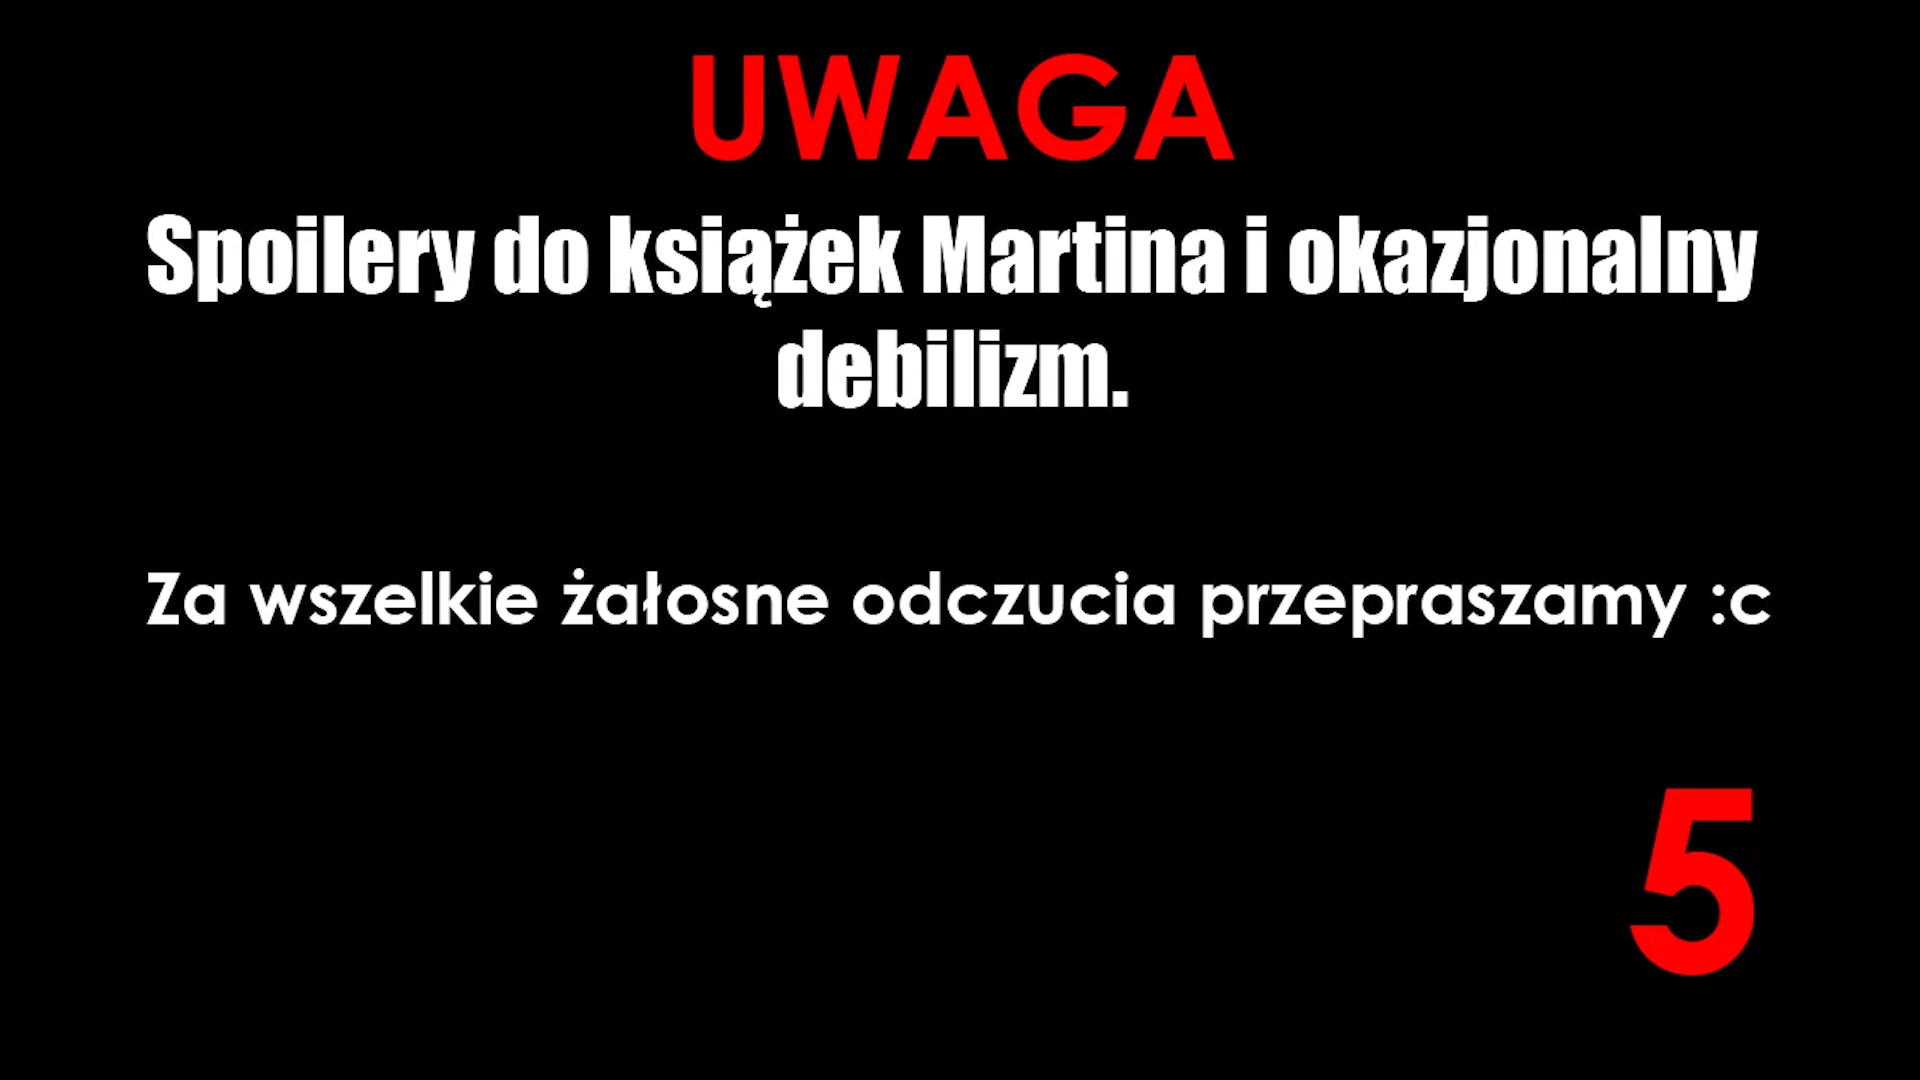 UWAGA
Spoilery do książek Martina i okazjonalny
debilizm.
Za wszelkie żałosne odczucia przepraszamy :c
5